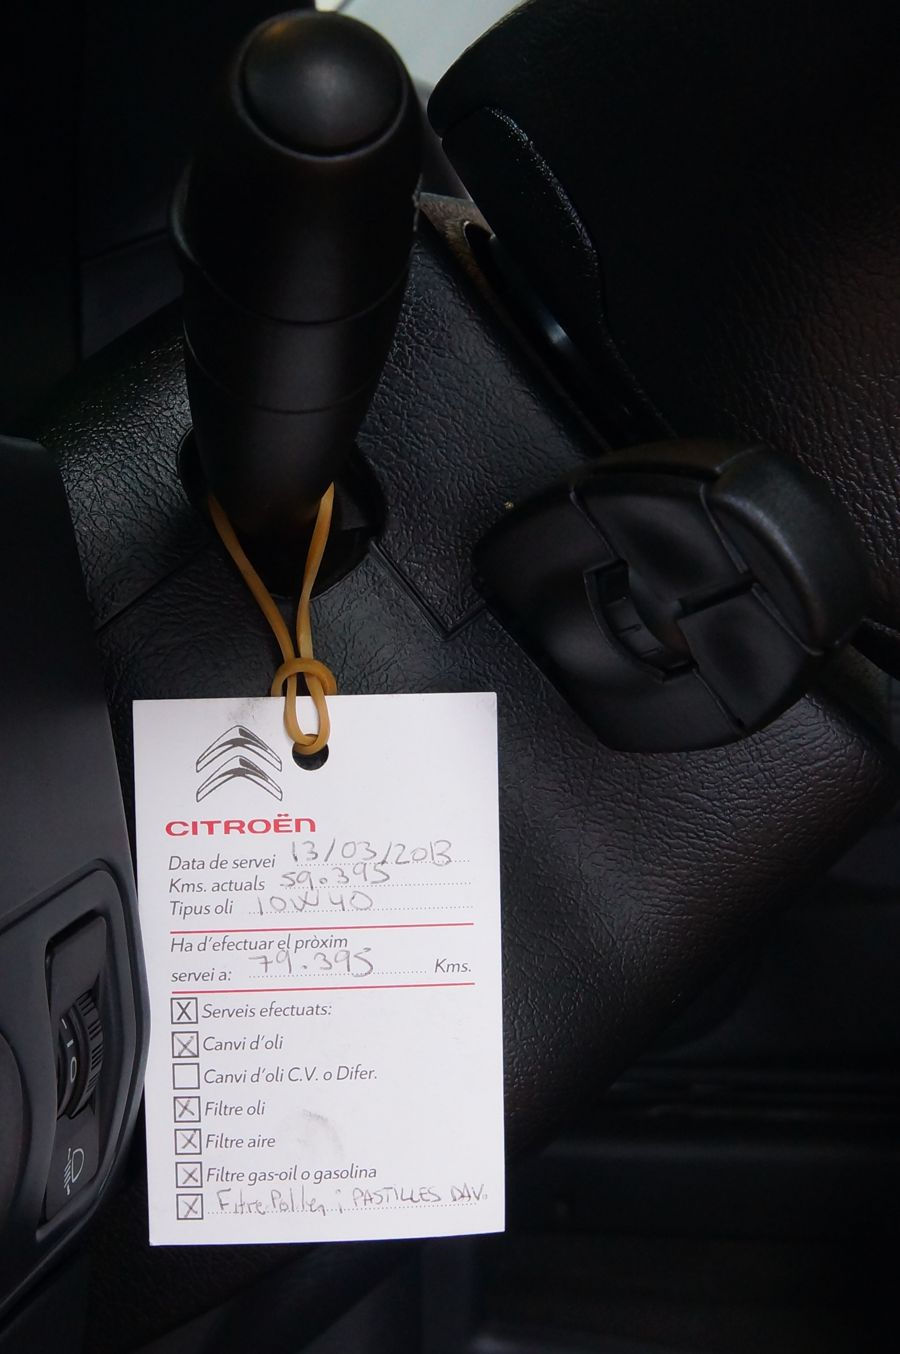 CITROËN
Data de servei 13/03/2013
Kms. actuals 59.395
Tipus oli 10W40
Ha d'efectuar el pròxim
servei a: 79.395 Kms.
X Serveis efectuats:
X Canvi d'oli
Canvi d'oli C.V. o Difer.
X Filtre oli
X Filtre aire
X Filtre gas-oil o gasolina
X Filtre Pollen i PASTILLES DAV.
0